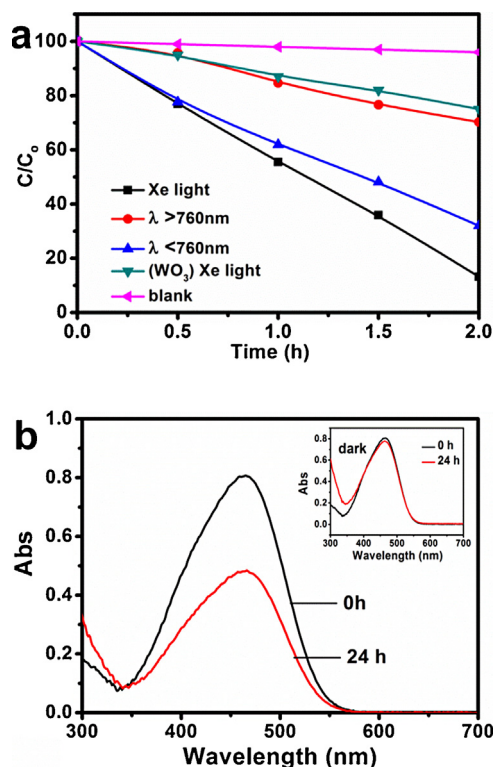 a
100
80
60
40
20
0
C/Co
Xe light
λ >760nm
λ <760nm
(WO3) Xe light
blank
0.0 0.5 1.0 1.5 2.0
Time (h)
b
1.0
0.8
0.6
0.4
0.2
0.0
Abs
0h
24 h
300 400 500 600 700
Wavelength (nm)
dark
0 h
24 h
0.8
0.6
0.4
0.2
0.0
Abs
300 400 500 600 700
Wavelength (nm)